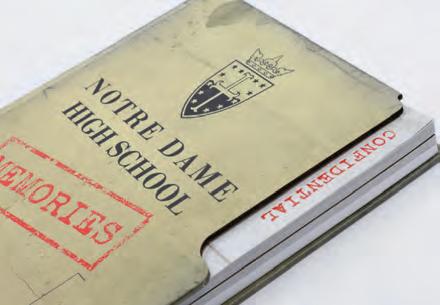 NOTRE DAME
HIGH SCHOOL
MEMORIES
CONFIDENTIAL